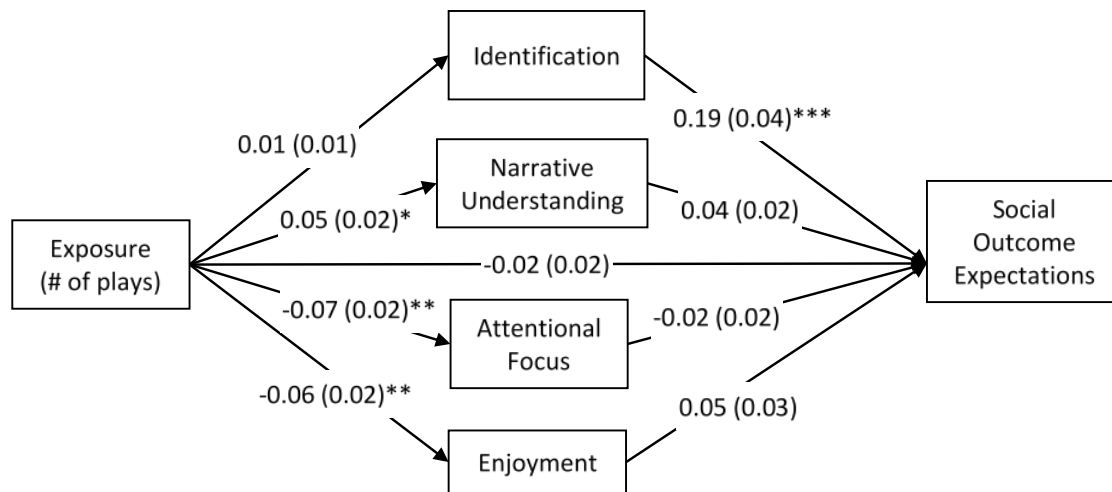 Identification
0.01 (0.01)
0.19 (0.04)***
Narrative
Understanding
0.05 (0.02)*
0.04 (0.02)
Exposure
(# of plays)
-0.02 (0.02)
Social
Outcome
Expectations
-0.07 (0.02)**
Attentional
Focus
-0.02 (0.02)
-0.06 (0.02)**
0.05 (0.03)
Enjoyment